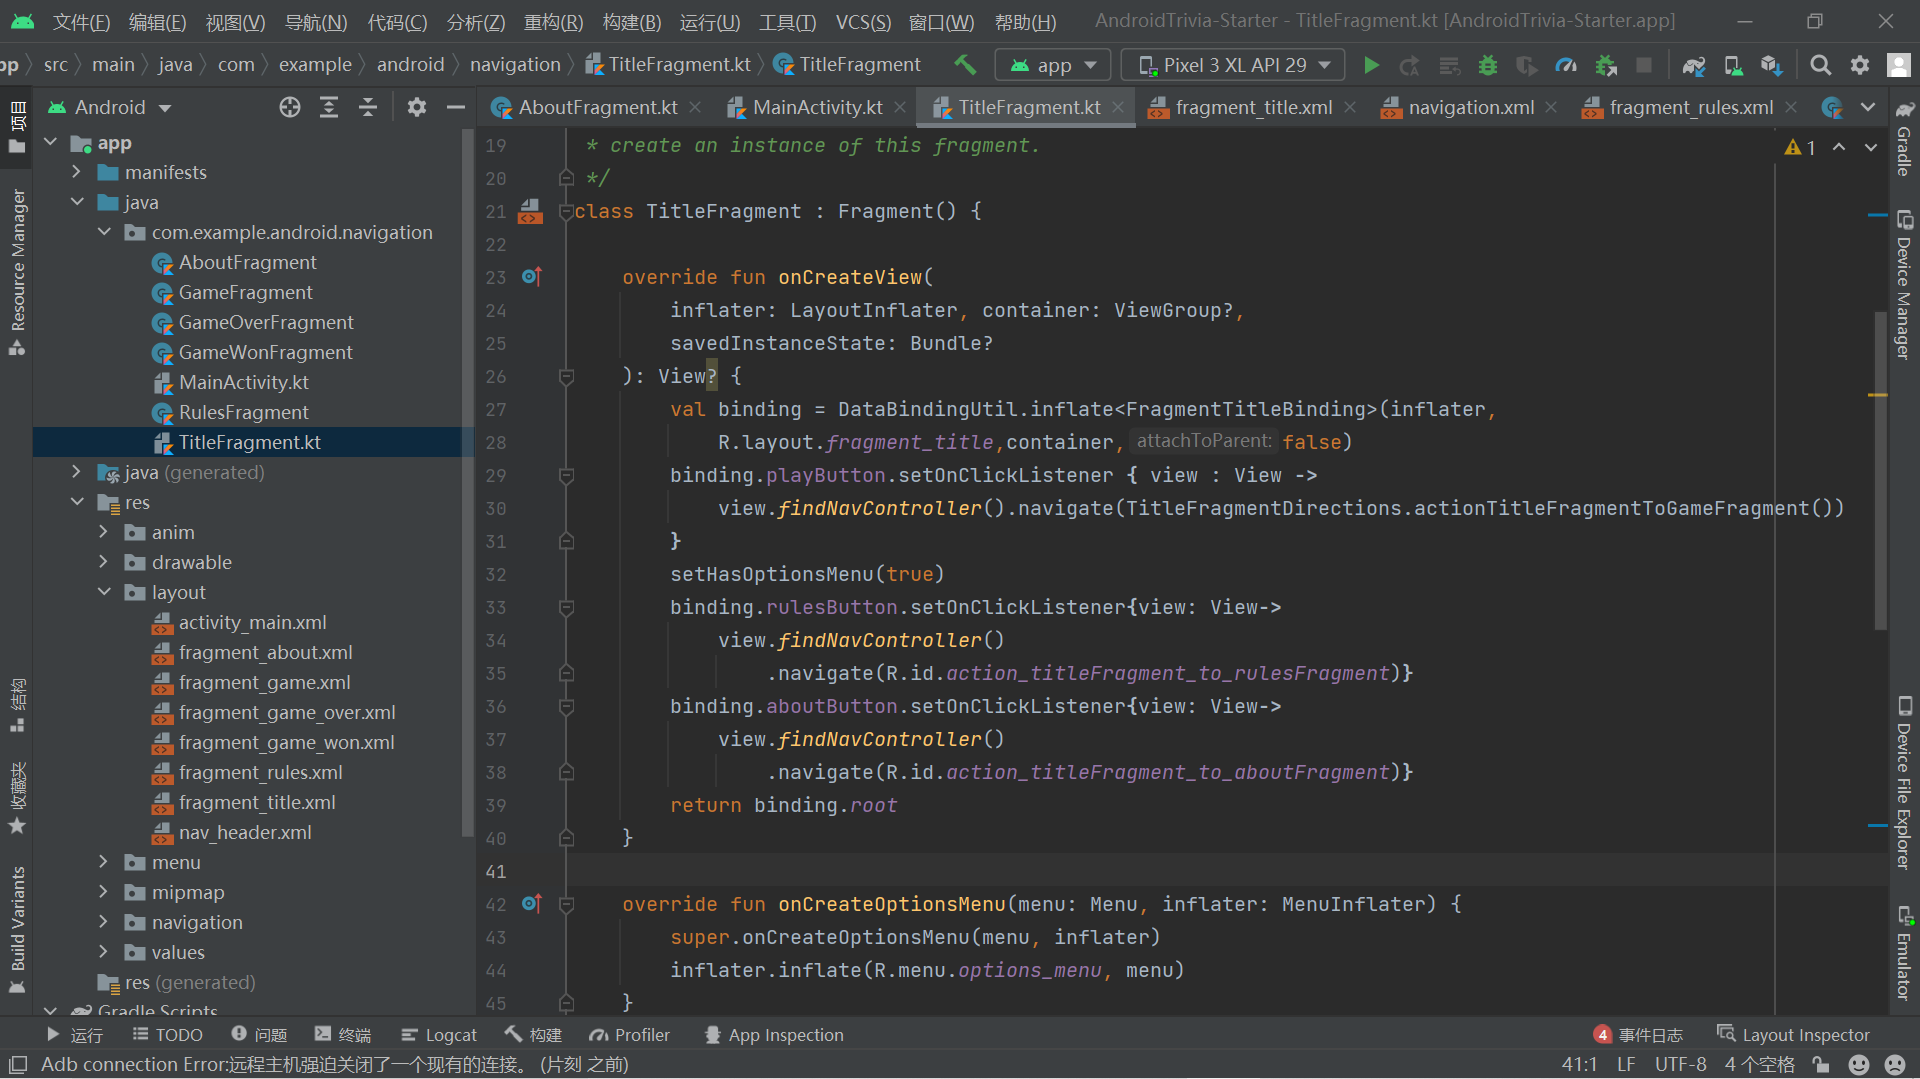 文件(F) 编辑(E) 视图(V) 导航(N) 代码(C) 分析(Z) 重构(R) 构建(B) 运行(U) 工具(T) VCS(S) 窗口(W) 帮助(H) AndroidTrivia-Starter - TitleFragment.kt [AndroidTrivia-Starter.app]
pp src main java com example android navigation TitleFragment.kt TitleFragment app Pixel 3 XL API 29
Android
AboutFragment.kt MainActivity.kt TitleFragment.kt fragment_title.xml navigation.xml fragment_rules.xml
项目
Resource Manager
结构
收藏夹
Build Variants
app
manifests
java
com.example.android.navigation
AboutFragment
GameFragment
GameOverFragment
GameWonFragment
MainActivity.kt
RulesFragment
TitleFragment.kt
java (generated)
res
anim
drawable
layout
activity_main.xml
fragment_about.xml
fragment_game.xml
fragment_game_over.xml
fragment_game_won.xml
fragment_rules.xml
fragment_title.xml
nav_header.xml
menu
mipmap
navigation
values
res (generated)
Gradle Scripts
19 * create an instance of this fragment.
20 */
21 class TitleFragment : Fragment() {
22
23 override fun onCreateView(
24 inflater: LayoutInflater, container: ViewGroup?,
25 savedInstanceState: Bundle?
26 ): View? {
27 val binding = DataBindingUtil.inflate<FragmentTitleBinding>(inflater,
28 R.layout.fragment_title,container, attachToParent: false)
29 binding.playButton.setOnClickListener { view : View ->
30 view.findNavController().navigate(TitleFragmentDirections.actionTitleFragmentToGameFragment())
31 }
32 setHasOptionsMenu(true)
33 binding.rulesButton.setOnClickListener{view: View->
34 view.findNavController()
35 .navigate(R.id.action_titleFragment_to_rulesFragment)}
36 binding.aboutButton.setOnClickListener{view: View->
37 view.findNavController()
38 .navigate(R.id.action_titleFragment_to_aboutFragment)}
39 return binding.root
40 }
41
42 override fun onCreateOptionsMenu(menu: Menu, inflater: MenuInflater) {
43 super.onCreateOptionsMenu(menu, inflater)
44 inflater.inflate(R.menu.options_menu, menu)
45 }
1
Gradle
Device Manager
Device File Explorer
Emulator
运行 TODO 问题 终端 Logcat 构建 Profiler App Inspection 4 事件日志 Layout Inspector
Adb connection Error:远程主机强迫关闭了一个现有的连接。 (片刻 之前) 41:1 LF UTF-8 4 个空格